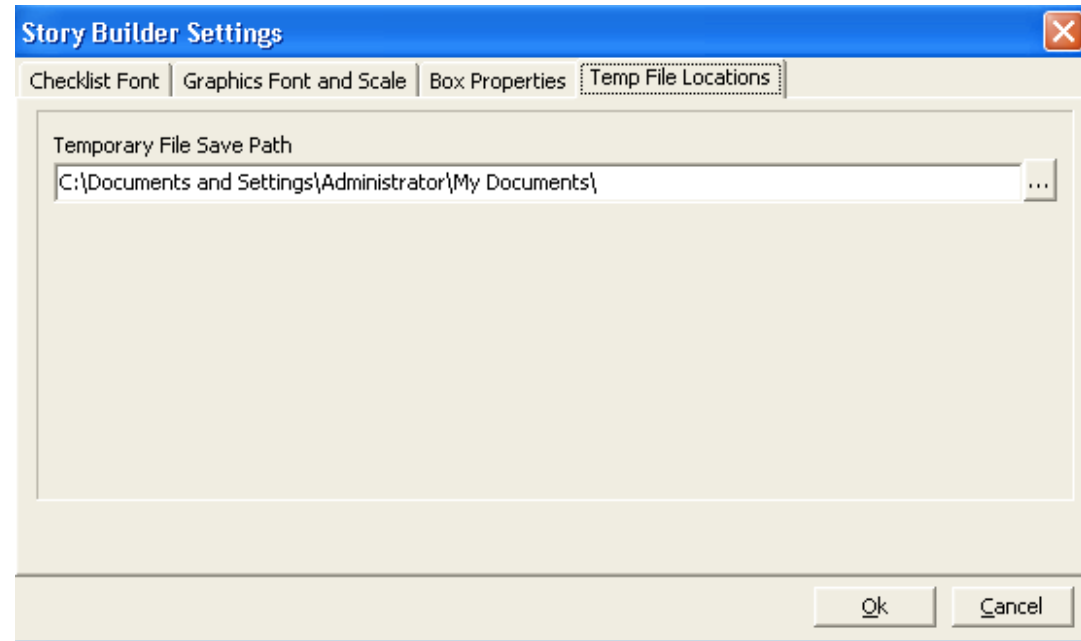 Story Builder Settings
Checklist Font Graphics Font and Scale Box Properties Temp File Locations
Temporary File Save Path
C:\Documents and Settings\Administrator\My Documents\ ...
Ok Cancel